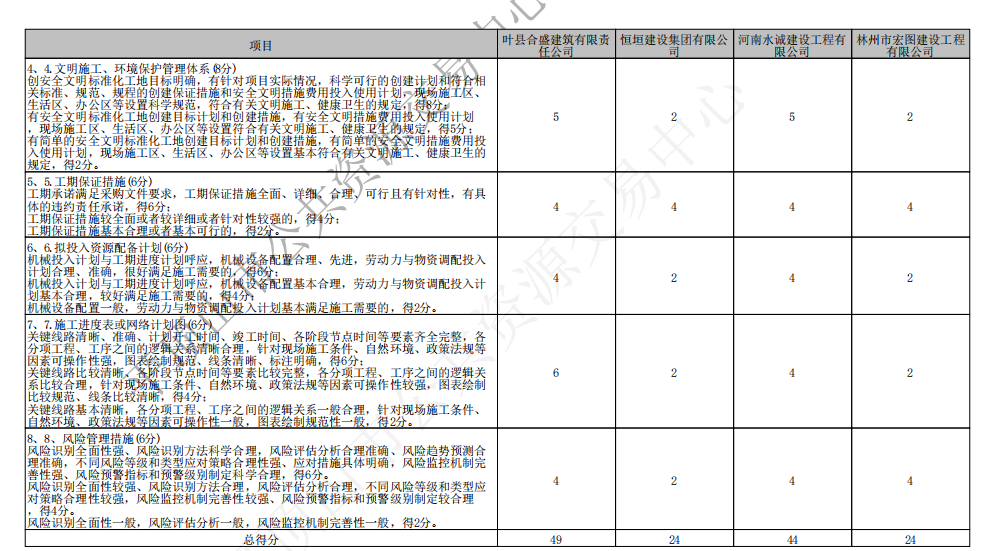 项目
叶县合盛建筑有限责任公司
恒垣建设集团有限公司
河南水诚建设工程有限公司
林州市宏图建设工程有限公司
4、4.文明施工、环境保护管理体系(8分)
创安全文明标准化工地目标明确，有针对项目实际情况，科学可行的创建计划和符合相
关标准、规范、规程的创建保证措施和安全文明措施费用投入使用计划，现场施工区、
生活区、办公区等设置科学规范，符合有关文明施工、健康卫生的规定，得8分；
有安全文明标准化工地创建目标计划和创建措施，有安全文明措施费用投入使用计划
，现场施工区、生活区、办公区等设置符合有关文明施工、健康卫生的规定，得5分；
有简单的安全文明标准化工地创建目标计划和创建措施，有简单的安全文明措施费用投
入使用计划，现场施工区、生活区、办公区等设置基本符合有关文明施工、健康卫生的
规定，得2分。
5 2 5 2
5、5.工期保证措施(6分)
工期承诺满足采购文件要求，工期保证措施全面、详细、合理、可行且有针对性，有具
体的违约责任承诺，得6分；
工期保证措施较全面或者较详细或者针对性较强的，得4分；
工期保证措施基本合理或者基本可行的，得2分。
4 4 4 4
6、6.拟投入资源配备计划(6分)
机械投入计划与工期进度计划呼应，机械设备配置合理、先进，劳动力与物资调配投入
计划合理、准确，很好满足施工需要的，得6分；
机械投入计划与工期进度计划呼应，机械设备配置基本合理，劳动力与物资调配投入计
划基本合理，较好满足施工需要的，得4分；
机械设备配置一般，劳动力与物资调配投入计划基本满足施工需要的，得2分。
4 2 4 2
7、7.施工进度表或网络计划图(6分)
关键线路清晰、准确、计划开工时间、竣工时间、各阶段节点时间等要素齐全完整，各
分项工程、工序之间的逻辑关系清晰合理，针对现场施工条件、自然环境、政策法规等
因素可操作性强，图表绘制规范、线条清晰、标注明确，得6分；
关键线路比较清晰、各阶段节点时间等要素比较完整，各分项工程、工序之间的逻辑关
系比较合理，针对现场施工条件、自然环境、政策法规等因素可操作性较强，图表绘制
比较规范、线条比较清晰，得4分；
关键线路基本清晰，各分项工程、工序之间的逻辑关系一般合理，针对现场施工条件、
自然环境、政策法规等因素可操作性一般，图表绘制规范性一般，得2分。
6 2 4 2
8、8、风险管理措施(6分)
风险识别全面性强、风险识别方法科学合理，风险评估分析合理准确、风险趋势预测合
理准确，不同风险等级和类型应对策略合理性强、应对措施具体明确，风险监控机制完
善性强、风险预警指标和预警级别制定科学合理，得6分。
风险识别全面性较强、风险识别方法合理，风险评估分析合理，不同风险等级和类型应
对策略合理性较强，风险监控机制完善性较强、风险预警指标和预警级别制定较合理
，得4分。
风险识别全面性一般，风险评估分析一般，风险监控机制完善性一般，得2分。
4 2 4 4
总得分 49 24 44 24